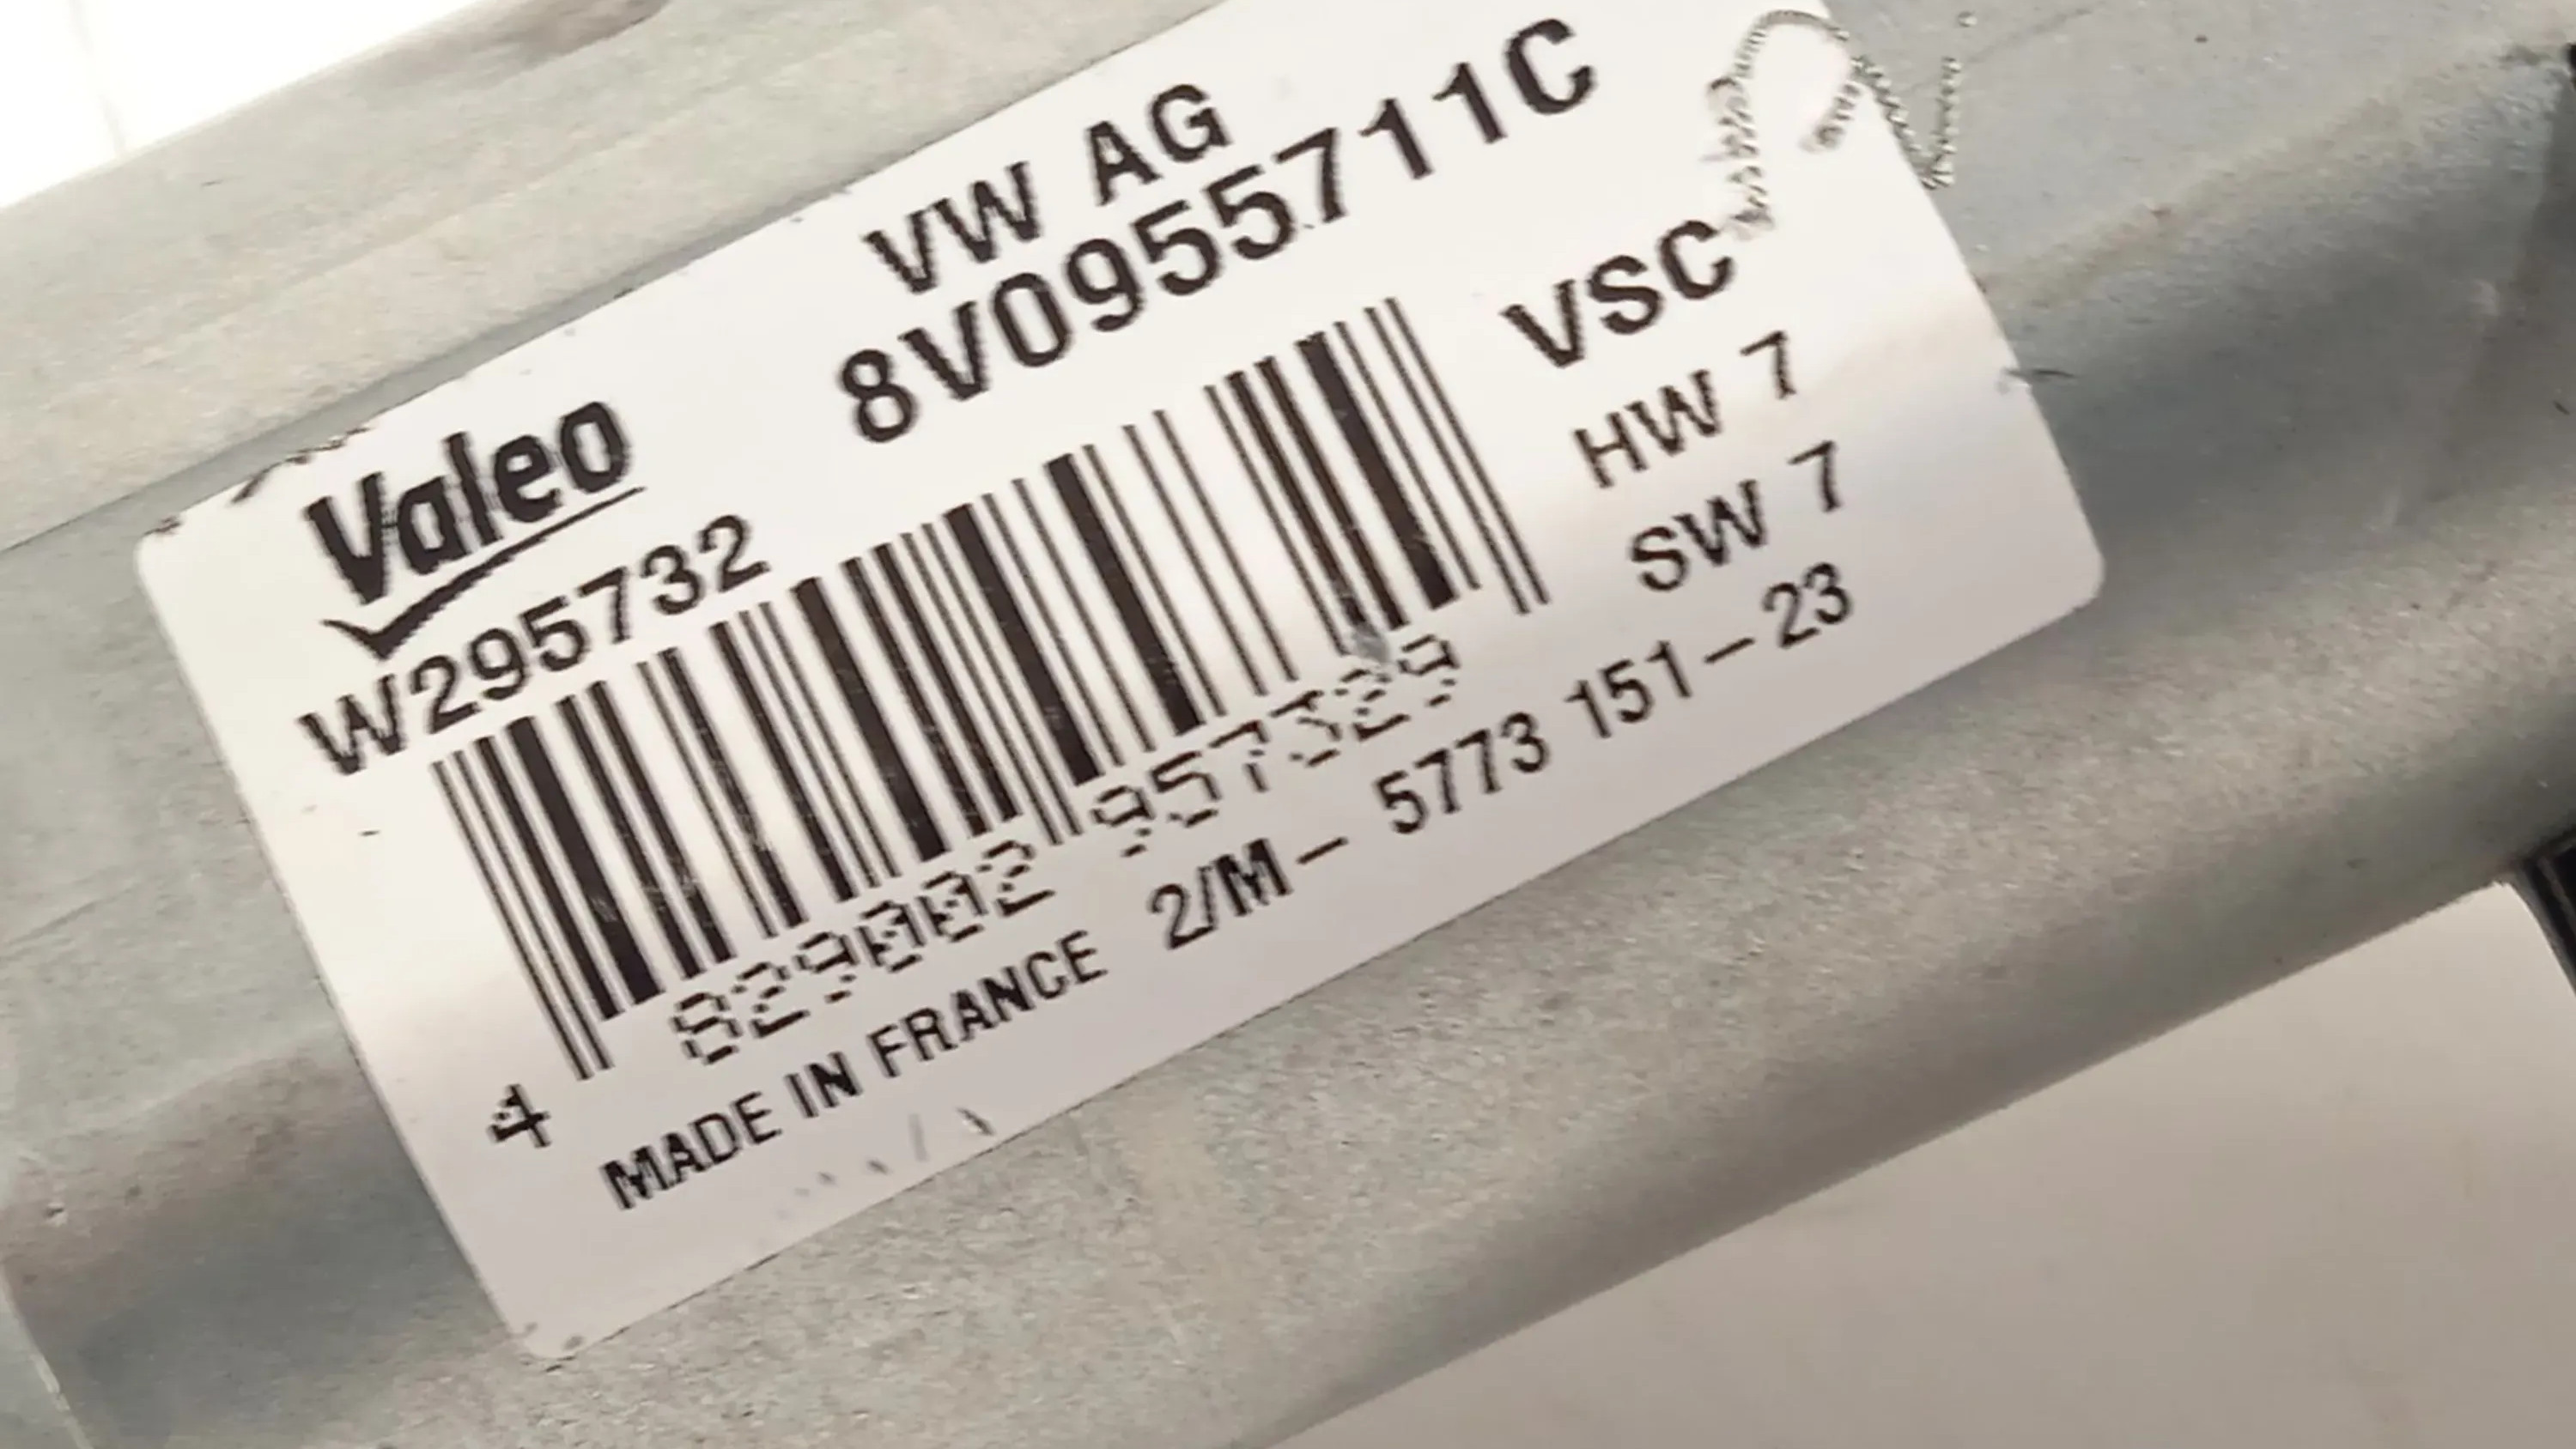 VW AG
8V0955711C
Valeo
W295732
VSC
HW 7
SW 7
4 829002 957329
MADE IN FRANCE 2/M- 5773 151-23